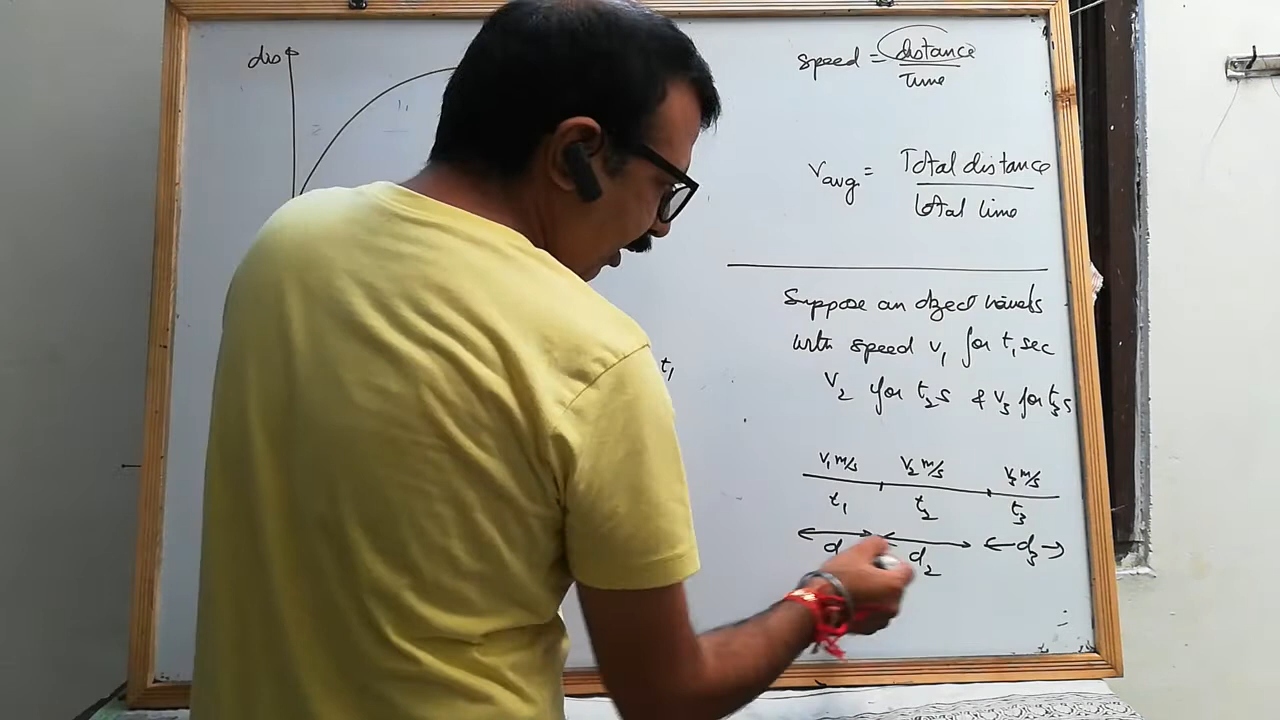 dis
speed = distance
Time
Vavg = Total distance
total time
Suppose an object travels
with speed v₁ for t₁ sec
v₂ for t₂ s & v₃ for t₃ s
v₁ m/s v₂ m/s v₃ m/s
t₁ t₂ t₃
d d₂ d₃
t₁